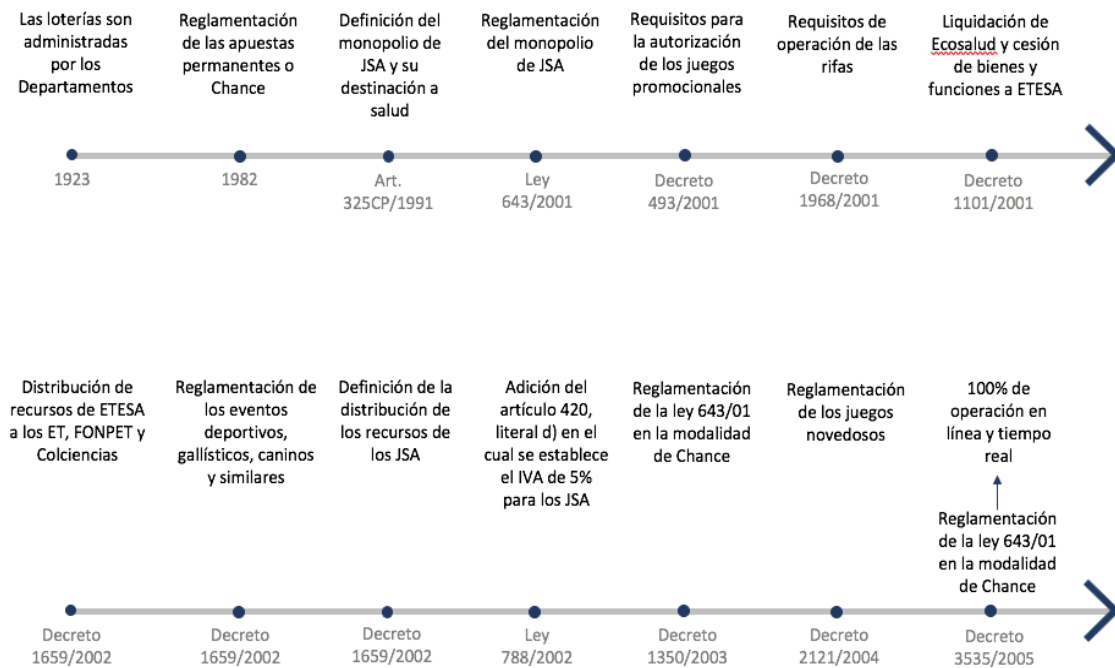 Las loterías son
administradas
por los
Departamentos
Reglamentación
de las apuestas
permanentes o
Chance
Definición del
monopolio de
JSA y su
destinación a
salud
Reglamentación
del monopolio
de JSA
Requisitos para
la autorización
de los juegos
promocionales
Requisitos de
operación de las
rifas
Liquidación de
Ecosalud y cesión
de bienes y
funciones a ETESA
1923
1982
Art.
325CP/1991
Ley
643/2001
Decreto
493/2001
Decreto
1968/2001
Decreto
1101/2001
Distribución de
recursos de ETESA
a los ET, FONPET y
Colciencias
Reglamentación de
los eventos
deportivos,
gallísticos, caninos
y similares
Definición de la
distribución de
los recursos de
los JSA
Adición del
artículo 420,
literal d) en el
cual se establece
el IVA de 5%
para los JSA
Reglamentación
de la ley 643/01
en la modalidad
de Chance
Reglamentación
de los juegos
novedosos
100% de
operación en
línea y tiempo
real
Reglamentación
de la ley 643/01
en la modalidad
de Chance
Decreto
1659/2002
Decreto
1659/2002
Decreto
1659/2002
Ley
788/2002
Decreto
1350/2003
Decreto
2121/2004
Decreto
3535/2005